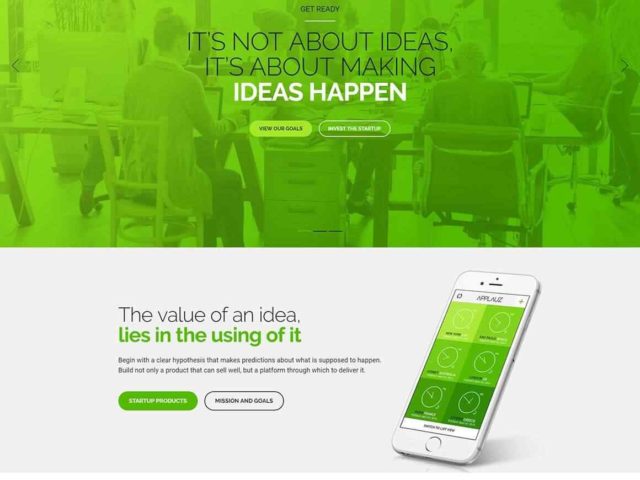 GET READY
IT'S NOT ABOUT IDEAS,
IT'S ABOUT MAKING
IDEAS HAPPEN
VIEW OUR GOALS
INVEST THE STARTUP
The value of an idea,
lies in the using of it
Begin with a clear hypothesis that makes predictions about what is supposed to happen.
Build not only a product that can sell well, but a platform through which to deliver it.
STARTUP PRODUCTS
MISSION AND GOALS
APPLAUZ
SWITCH TO LIST VIEW